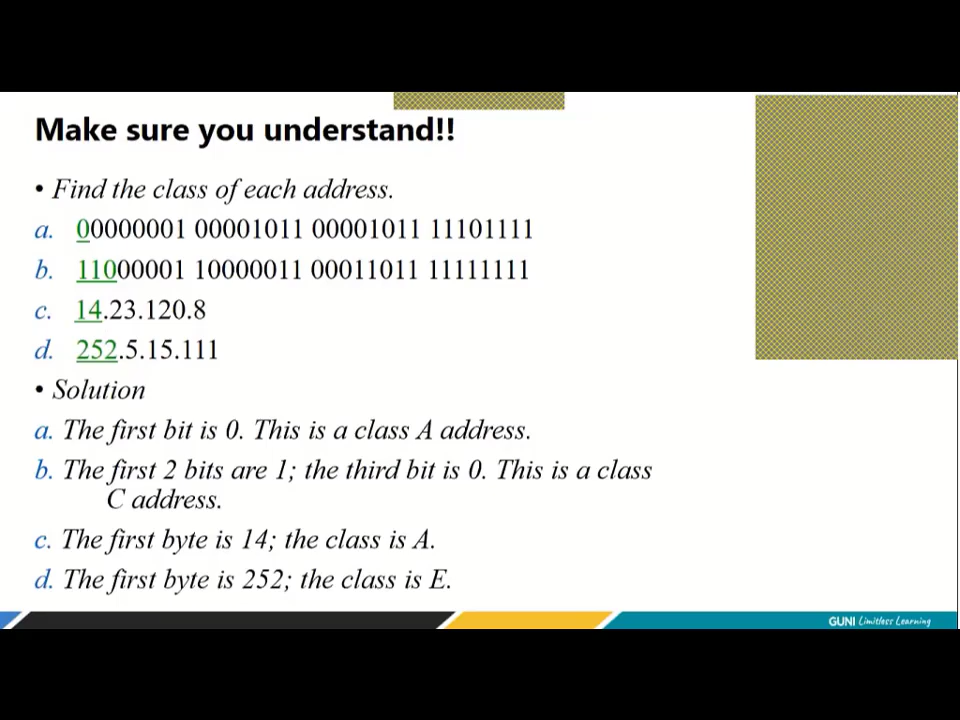 Make sure you understand!!
• Find the class of each address.
a. 00000001 00001011 00001011 11101111
b. 11000001 10000011 00011011 11111111
c. 14.23.120.8
d. 252.5.15.111
• Solution
a. The first bit is 0. This is a class A address.
b. The first 2 bits are 1; the third bit is 0. This is a class
C address.
c. The first byte is 14; the class is A.
d. The first byte is 252; the class is E.
GUNI Limitless Learning